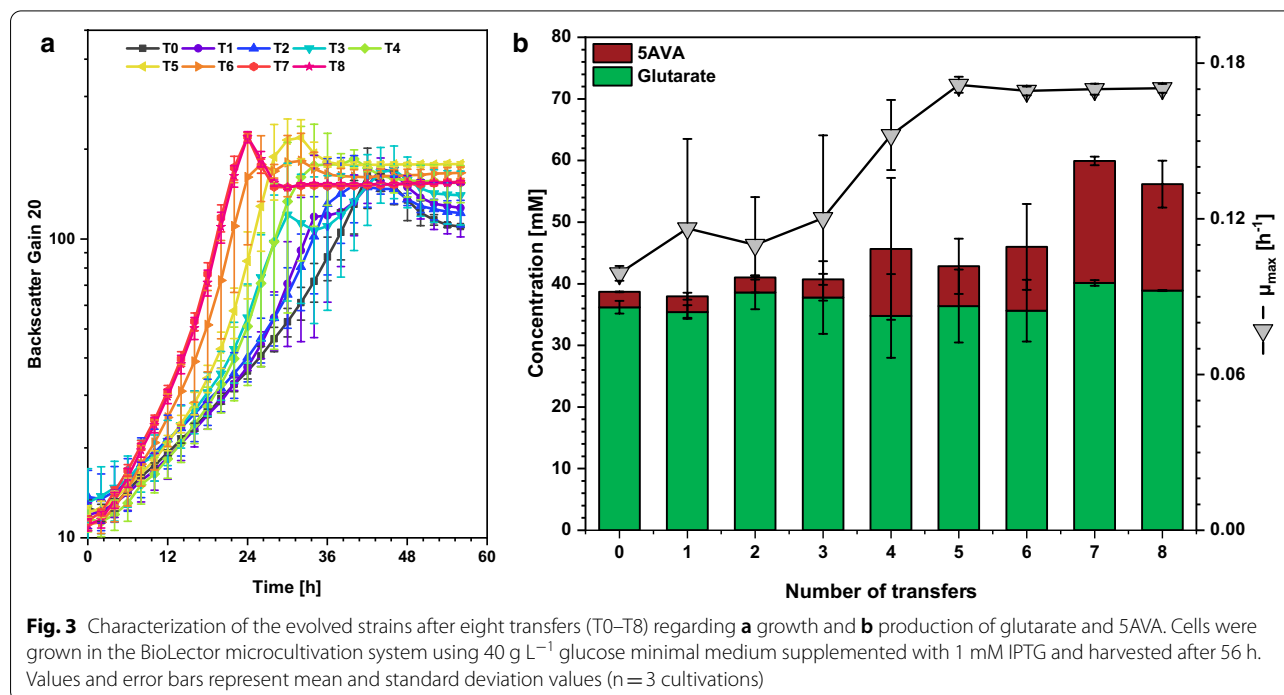 a
T0 T1 T2 T3 T4
T5 T6 T7 T8
Backscatter Gain 20
100
10
0 12 24 36 48 60
Time [h]
b
5AVA
Glutarate
Concentration [mM]
80
70
60
50
40
30
20
10
0
0 1 2 3 4 5 6 7 8
Number of transfers
0.18
0.12
0.06
0.00
μmax [h⁻¹]
Fig. 3 Characterization of the evolved strains after eight transfers (T0–T8) regarding a growth and b production of glutarate and 5AVA. Cells were
grown in the BioLector microcultivation system using 40 g L⁻¹ glucose minimal medium supplemented with 1 mM IPTG and harvested after 56 h.
Values and error bars represent mean and standard deviation values (n = 3 cultivations)